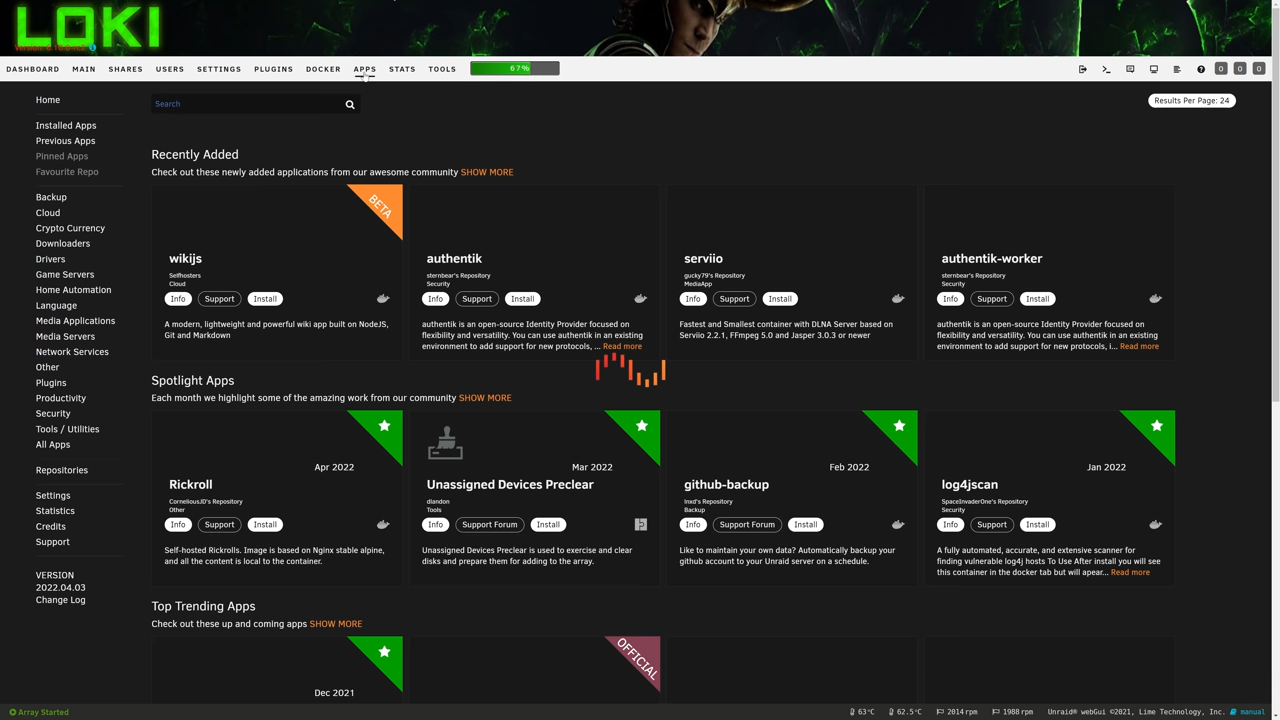 LOKI
DASHBOARD MAIN SHARES USERS SETTINGS PLUGINS DOCKER APPS STATS TOOLS 67% 0 0 0
Home
Installed Apps
Previous Apps
Pinned Apps
Favourite Repo
Backup
Cloud
Crypto Currency
Downloaders
Drivers
Game Servers
Home Automation
Language
Media Applications
Media Servers
Network Services
Other
Plugins
Productivity
Security
Tools / Utilities
All Apps
Repositories
Settings
Statistics
Credits
Support
VERSION
2022.04.03
Change Log
Search
Results Per Page: 24
Recently Added
Check out these newly added applications from our awesome community SHOW MORE
BETA
wikijs
Selfhosters
Cloud
Info Support Install
A modern, lightweight and powerful wiki app built on NodeJS,
Git and Markdown
authentik
sternbear's Repository
Security
Info Support Install
authentik is an open-source Identity Provider focused on
flexibility and versatility. You can use authentik in an existing
environment to add support for new protocols, ... Read more
serviio
gucky79's Repository
MediaApp
Info Support Install
Fastest and Smallest container with DLNA Server based on
Serviio 2.2.1, FFmpeg 5.0 and Jasper 3.0.3 or newer
authentik-worker
sternbear's Repository
Security
Info Support Install
authentik is an open-source Identity Provider focused on
flexibility and versatility. You can use authentik in an existing
environment to add support for new protocols, i... Read more
Spotlight Apps
Each month we highlight some of the amazing work from our community SHOW MORE
Apr 2022
Rickroll
CorneliousJD's Repository
Other
Info Support Install
Self-hosted Rickrolls. Image is based on Nginx stable alpine,
and all the content is local to the container.
Mar 2022
Unassigned Devices Preclear
dlandon
Tools
Info Support Forum Install
Unassigned Devices Preclear is used to exercise and clear
disks and prepare them for adding to the array.
Feb 2022
github-backup
lnxd's Repository
Backup
Info Support Forum Install
Like to maintain your own data? Automatically backup your
github account to your Unraid server on a schedule.
Jan 2022
log4jscan
SpaceInvaderOne's Repository
Security
Info Support Install
A fully automated, accurate, and extensive scanner for
finding vulnerable log4j hosts To Use After install you will see
this container in the docker tab but will apear... Read more
Top Trending Apps
Check out these up and coming apps SHOW MORE
Dec 2021
OFFICIAL
Array Started
63°C 62.5°C 2014 rpm 1988 rpm Unraid® webGui ©2021, Lime Technology, Inc. manual